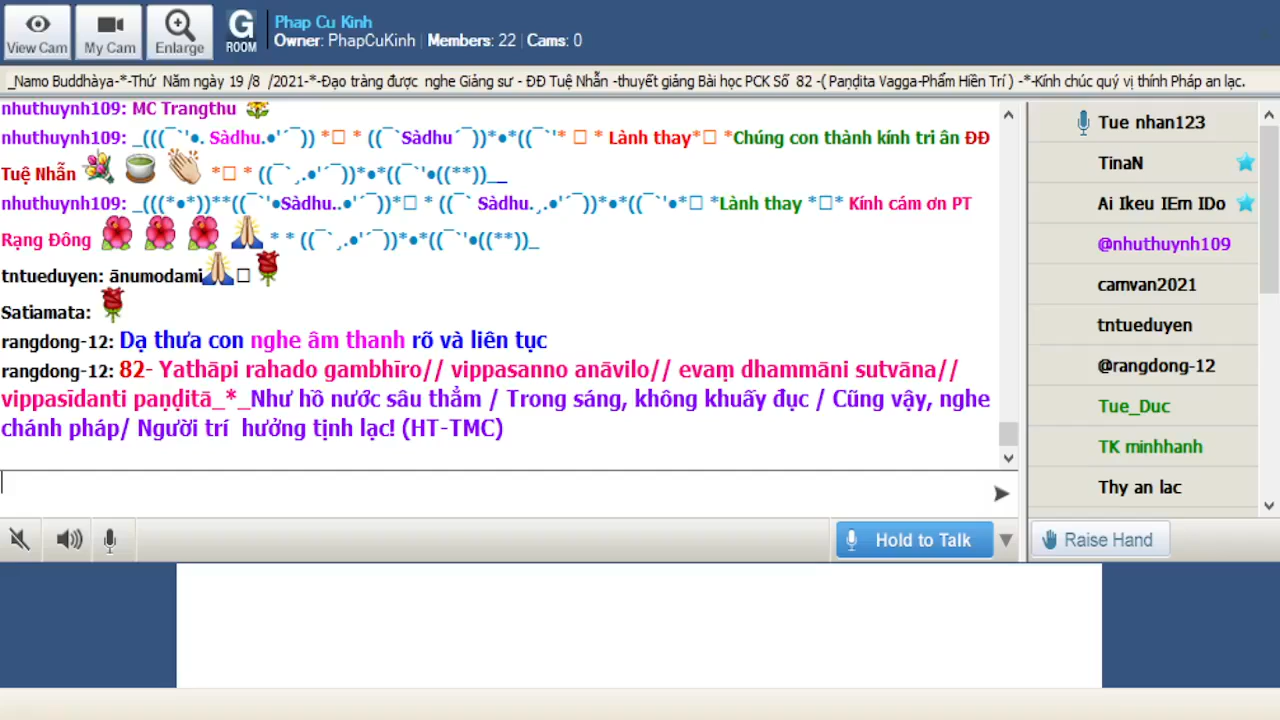 View Cam
My Cam
Enlarge
G
ROOM
Phap Cu Kinh
Owner: PhapCuKinh | Members: 22 | Cams: 0
_Namo Buddhàya-*-Thứ Năm ngày 19 /8 /2021-*-Đạo tràng được nghe Giảng sư - ĐĐ Tuệ Nhẫn -thuyết giảng Bài học PCK Số 82 -( Paṇḍita Vagga-Phẩm Hiền Trí ) -*-Kính chúc quý vị thính Pháp an lạc.
nhuthuynh109: MC Trangthu
nhuthuynh109: _(((¯`'•. Sàdhu.•'´¯)) *□ * ((¯`Sàdhu´¯))*•*((¯`'* □ * Lành thay*□ *Chúng con thành kính tri ân ĐĐ
Tuệ Nhẫn *□ * ((¯`¸.•'´¯))*•*((¯`'•((**))__
nhuthuynh109: _(((*•*))**((¯`'•Sàdhu..•'´¯))*□ * ((¯` Sàdhu.¸.•'´¯))*•*((¯`'•*□ *Lành thay *□* Kính cám ơn PT
Rạng Đông * * ((¯`¸.•'´¯))*•*((¯`'•((**))_
tntueduyen: ānumodami □
Satiamata:
rangdong-12: Dạ thưa con nghe âm thanh rõ và liên tục
rangdong-12: 82- Yathāpi rahado gambhīro// vippasanno anāvilo// evaṃ dhammāni sutvāna//
vippasīdanti paṇḍitā_*_Như hồ nước sâu thẳm / Trong sáng, không khuấy đục / Cũng vậy, nghe
chánh pháp/ Người trí hưởng tịnh lạc! (HT-TMC)
Hold to Talk
Tue nhan123
TinaN
Ai Ikeu IEm IDo
@nhuthuynh109
camvan2021
tntueduyen
@rangdong-12
Tue_Duc
TK minhhanh
Thy an lac
Raise Hand